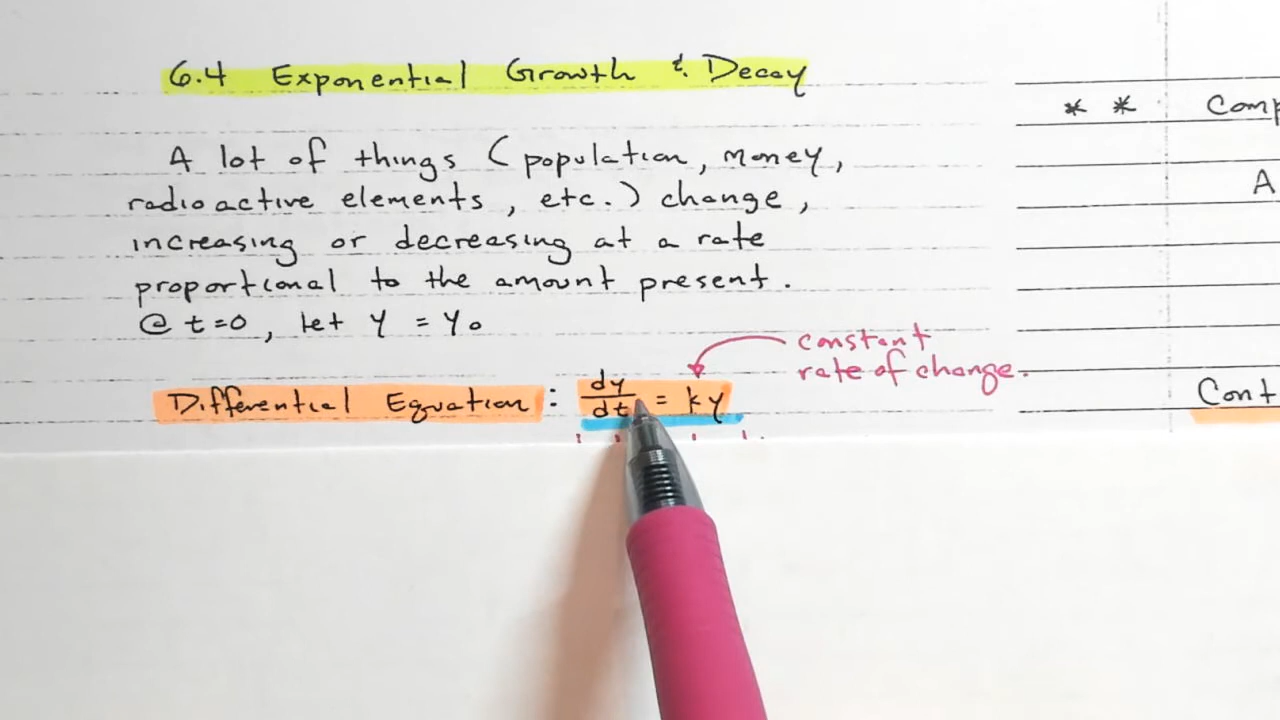 6.4 Exponential Growth & Decay
A lot of things (population, money,
radioactive elements, etc.) change,
increasing or decreasing at a rate
proportional to the amount present.
@ t=0, let y = y₀
constant
rate of change.
Differential Equation : dy/dt = ky
* * Comp
A
Cont